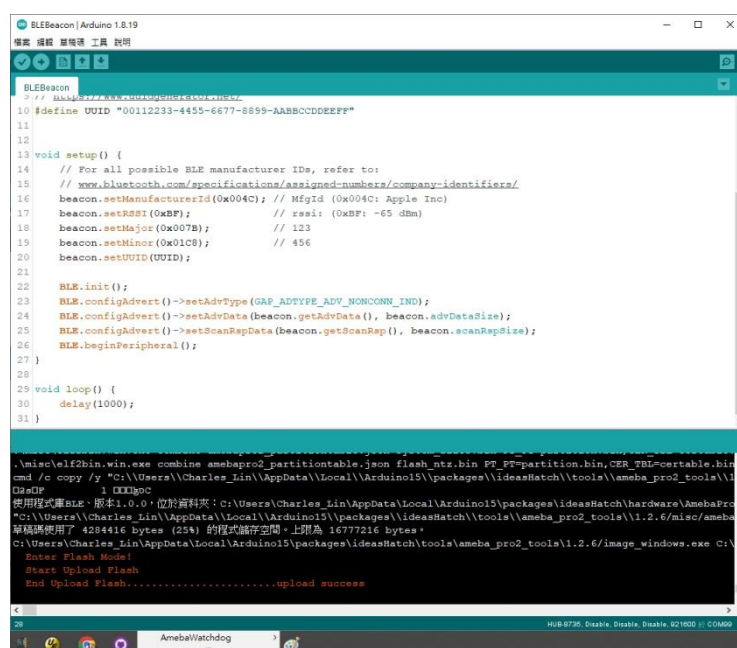 BLEBeacon | Arduino 1.8.19
檔案 編輯 草稿碼 工具 說明
BLEBeacon
9 // https://www.uuidgenerator.net/
10 #define UUID "00112233-4455-6677-8899-AABBCCDDEEFF"
11
12
13 void setup() {
14 // For all possible BLE manufacturer IDs, refer to:
15 // www.bluetooth.com/specifications/assigned-numbers/company-identifiers/
16 beacon.setManufacturerId(0x004C); // MfgId (0x004C: Apple Inc)
17 beacon.setRSSI(0xBF); // rssi: (0xBF: -65 dBm)
18 beacon.setMajor(0x007B); // 123
19 beacon.setMinor(0x01C8); // 456
20 beacon.setUUID(UUID);
21
22 BLE.init();
23 BLE.configAdvert()->setAdvType(GAP_ADTYPE_ADV_NONCONN_IND);
24 BLE.configAdvert()->setAdvData(beacon.getAdvData(), beacon.advDataSize);
25 BLE.configAdvert()->setScanRspData(beacon.getScanRsp(), beacon.scanRspSize);
26 BLE.beginPeripheral();
27 }
28
29 void loop() {
30 delay(1000);
31 }
.\misc\elf2bin.win.exe combine amebapro2_partitiontable.json flash_ntz.bin PT_PT=partition.bin,CER_TBL=certable.bin
cmd /c copy /y "C:\\Users\\Charles_Lin\\AppData\\Local\\Arduino15\\packages\\ideasHatch\\tools\\ameba_pro2_tools\\1
使用程式庫BLE、版本1.0.0，位於資料夾：C:\Users\Charles_Lin\AppData\Local\Arduino15\packages\ideasHatch\hardware\AmebaPro
"C:\\Users\\Charles_Lin\\AppData\\Local\\Arduino15\\packages\\ideasHatch\\tools\\ameba_pro2_tools\\1.2.6/misc/ameba
草稿碼使用了 4284416 bytes (25%) 的程式儲存空間。上限為 16777216 bytes。
C:\Users\Charles_Lin\AppData\Local\Arduino15\packages\ideasHatch\tools\ameba_pro2_tools\1.2.6/image_windows.exe C:\
Enter Flash Mode!
Start Upload Flash
End Upload Flash........................upload success
28
HUB-8735, Disable, Disable, Disable, 921600 於 COM99
AmebaWatchdog